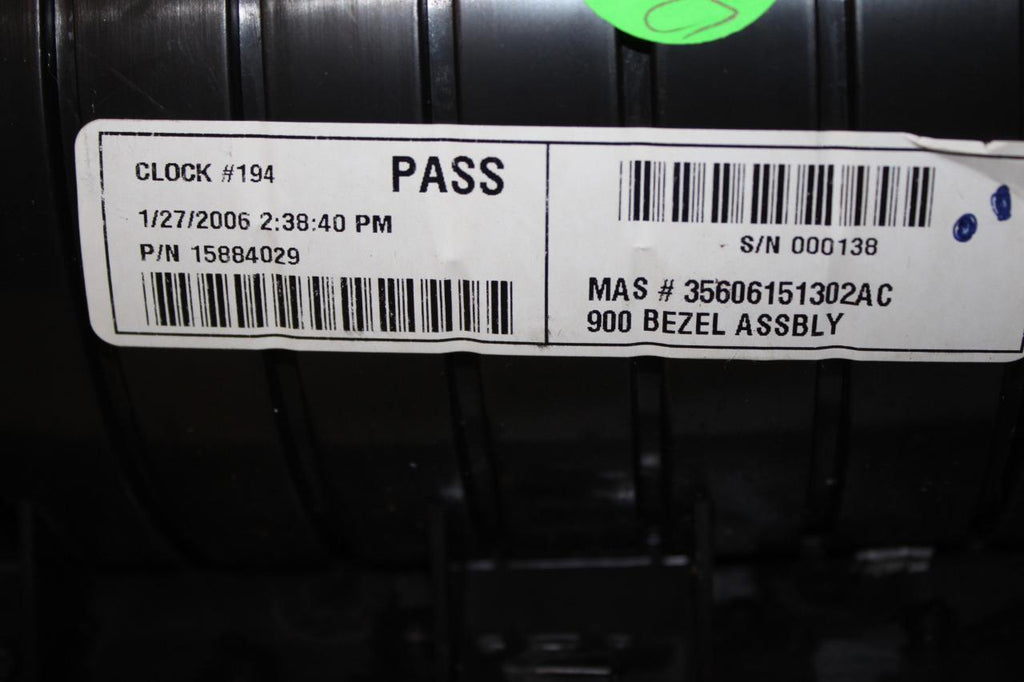 CLOCK #194 PASS
1/27/2006 2:38:40 PM
P/N 15884029
S/N 000138
MAS # 35606151302AC
900 BEZEL ASSBLY